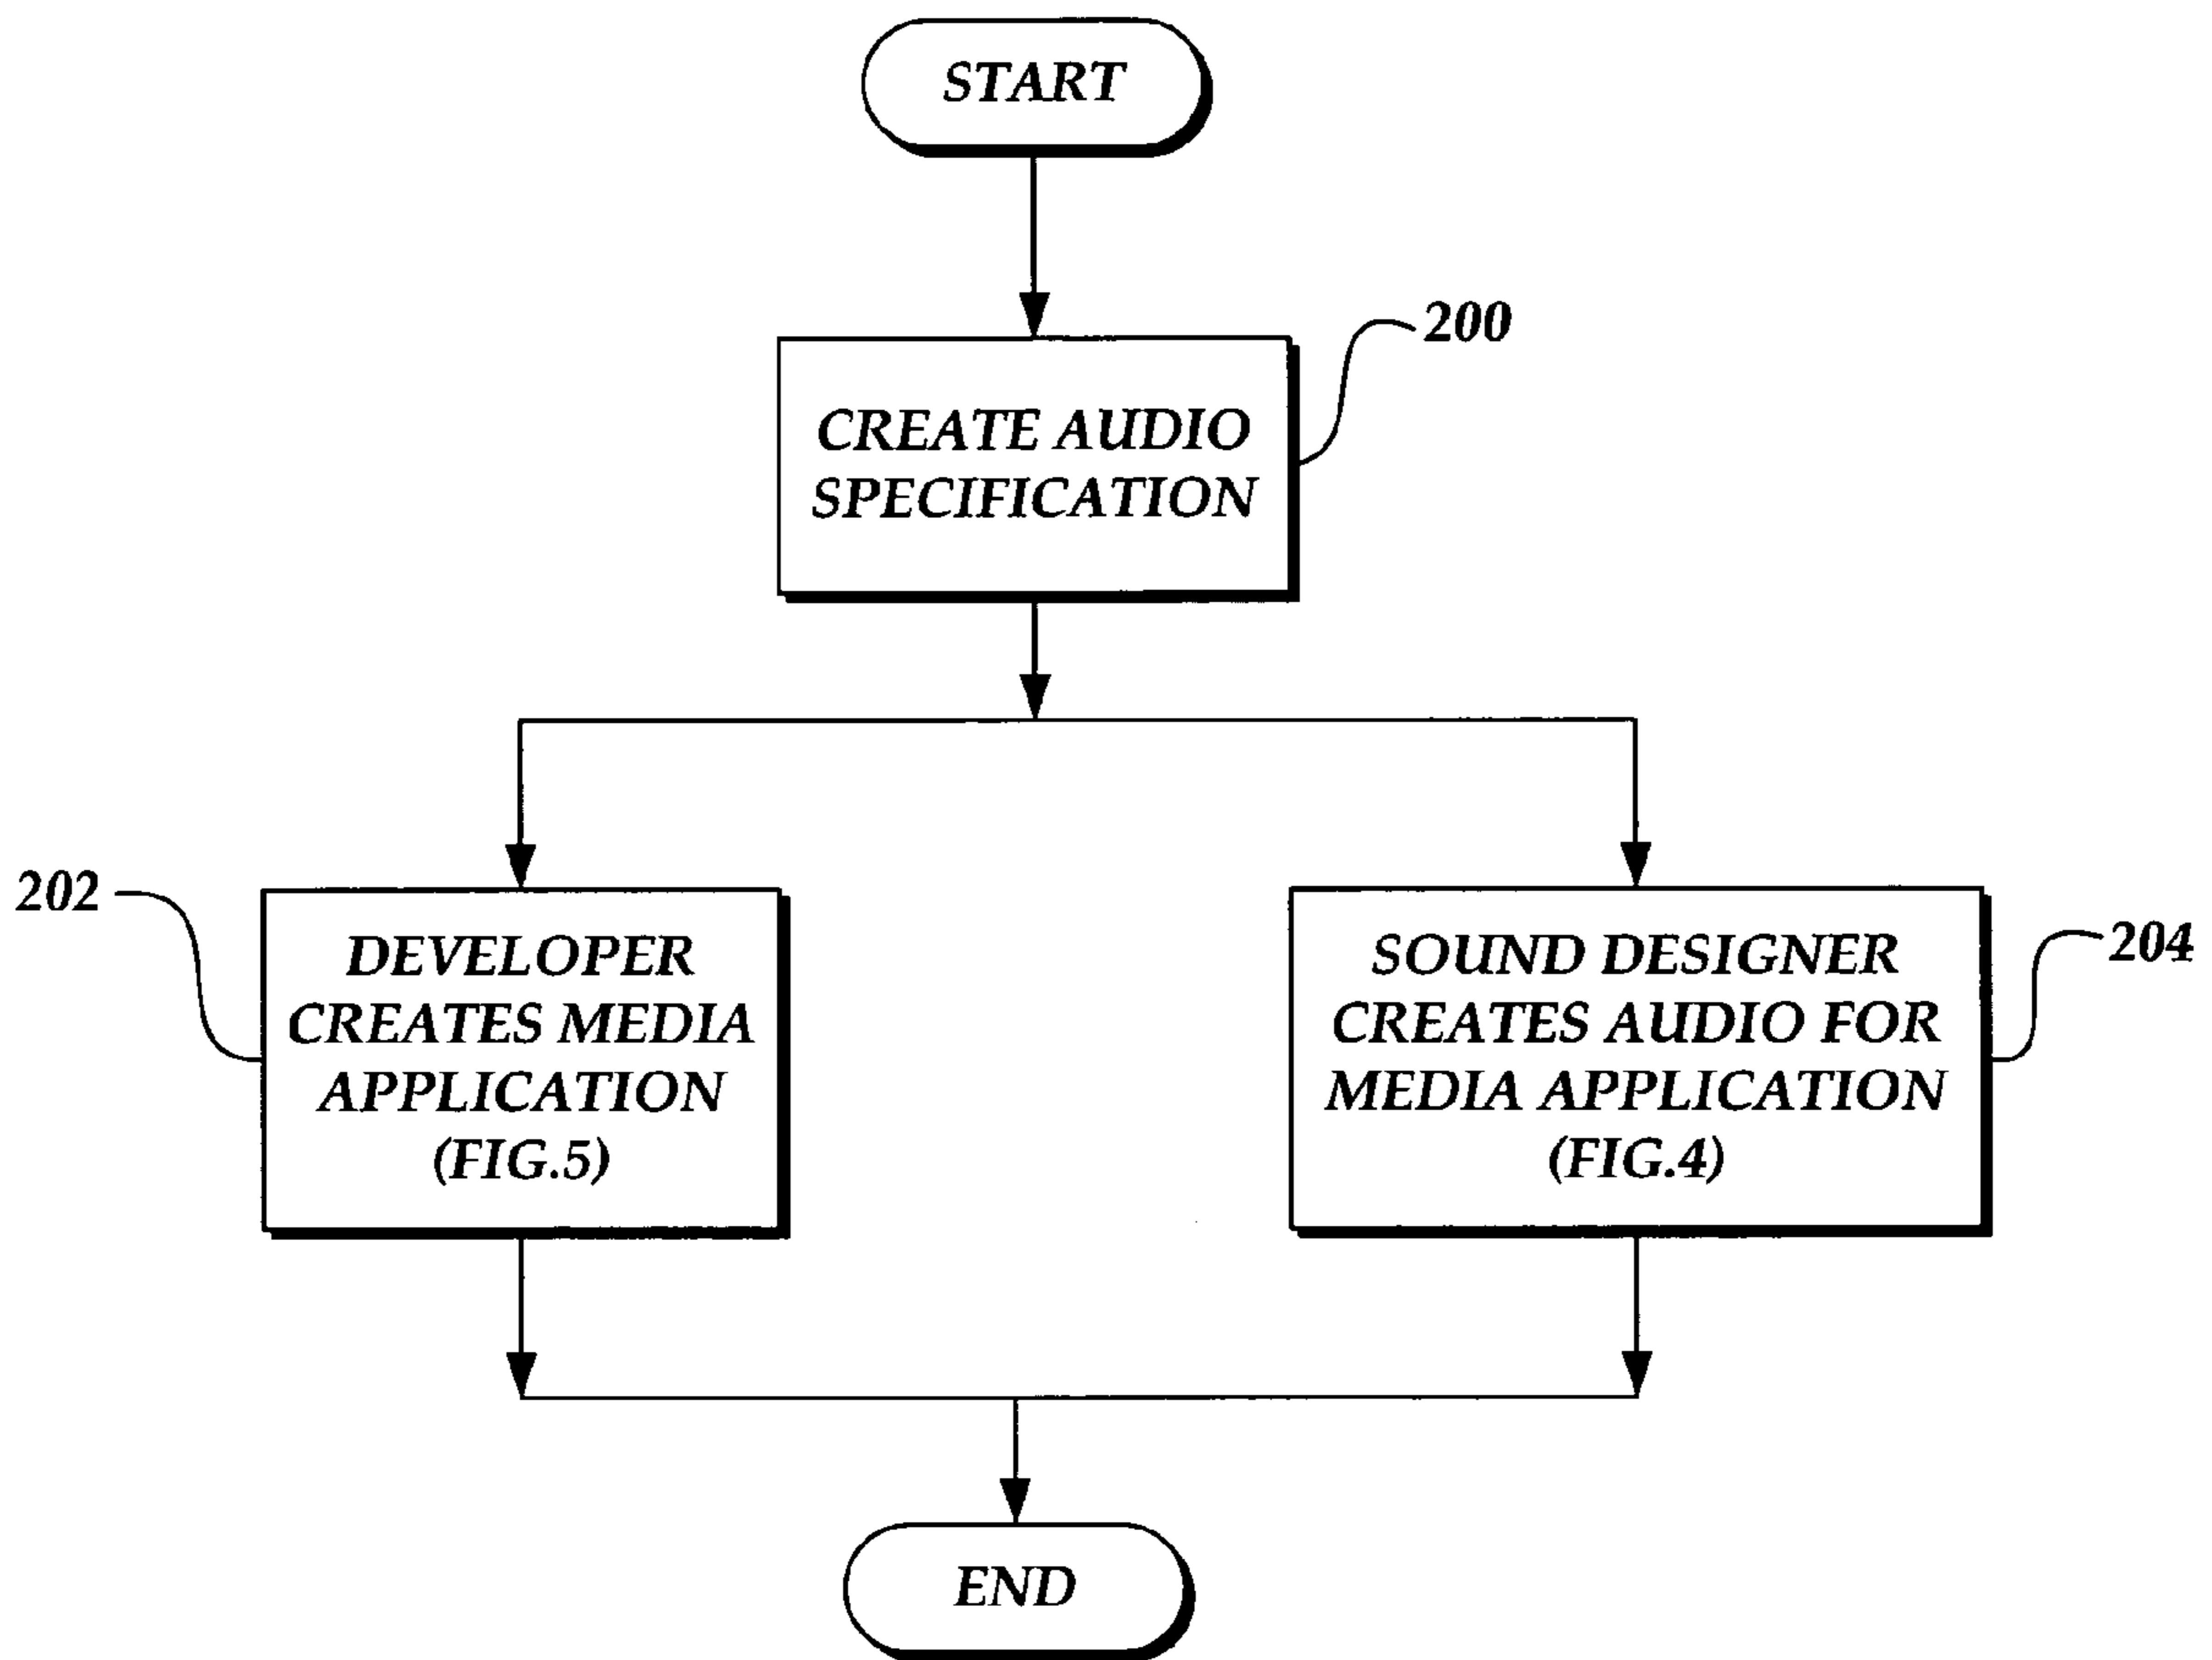 START
200
CREATE AUDIO
SPECIFICATION
202
DEVELOPER
CREATES MEDIA
APPLICATION
(FIG.5)
SOUND DESIGNER
CREATES AUDIO FOR
MEDIA APPLICATION
(FIG.4)
204
END